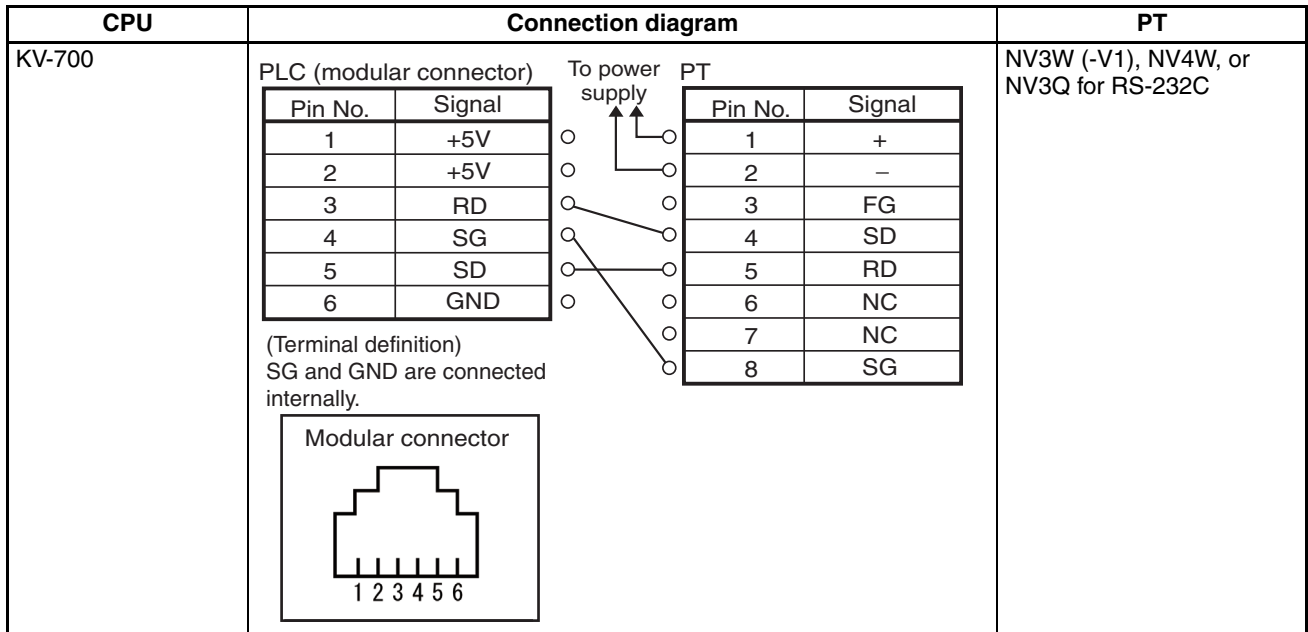 CPU
Connection diagram
PT
KV-700
PLC (modular connector)
To power
supply
PT
NV3W (-V1), NV4W, or
NV3Q for RS-232C
Pin No. Signal
1 +5V
2 +5V
3 RD
4 SG
5 SD
6 GND
Pin No. Signal
1 +
2 –
3 FG
4 SD
5 RD
6 NC
7 NC
8 SG
(Terminal definition)
SG and GND are connected
internally.
Modular connector
1 2 3 4 5 6